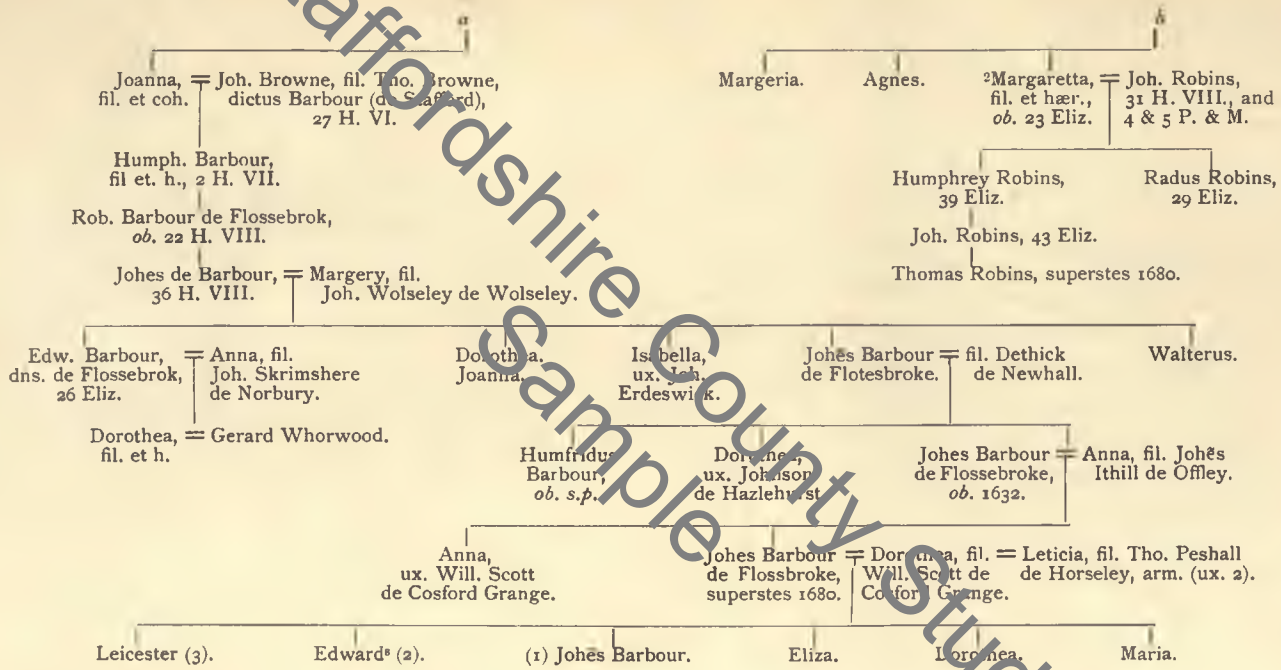 a
b
Joanna, = Joh. Browne, fil. Tho. Browne,
fil. et coh. dictus Barbour (de Stafford),
27 H. VI.
Margeria. Agnes. ²Margaretta, = Joh. Robins,
fil. et hær., 31 H. VIII., and
ob. 23 Eliz. 4 & 5 P. & M.
Humph. Barbour,
fil et. h., 2 H. VII.
Humphrey Robins,
39 Eliz.
Radus Robins,
29 Eliz.
Rob. Barbour de Flossebrok,
ob. 22 H. VIII.
Joh. Robins, 43 Eliz.
Johes de Barbour, = Margery, fil.
36 H. VIII. Joh. Wolseley de Wolseley.
Thomas Robins, superstes 1680.
Edw. Barbour, = Anna, fil.
dns. de Flossebrok, Joh. Skrimshere
26 Eliz. de Norbury.
Dorothea.
Joanna.
Isabella,
ux. Joh.
Erdeswick.
Johes Barbour = fil. Dethick
de Flotesbroke. de Newhall.
Walterus.
Dorothea, = Gerard Whorwood.
fil. et h.
Humfridus
Barbour,
ob. s.p.
Dorothea,
ux. Johnson
de Hazlehurst
Johes Barbour = Anna, fil. Johẽs
de Flossebroke, Ithill de Offley.
ob. 1632.
Anna,
ux. Will. Scott
de Cosford Grange.
Johes Barbour = Dorothea, fil. = Leticia, fil. Tho. Peshall
de Flossbroke, Will. Scott de de Horseley, arm. (ux. 2).
superstes 1680. Cosford Grange.
Leicester (3). Edward⁸ (2). (1) Johes Barbour. Eliza. Dorothea. Maria.
Staffordshire County
Sample